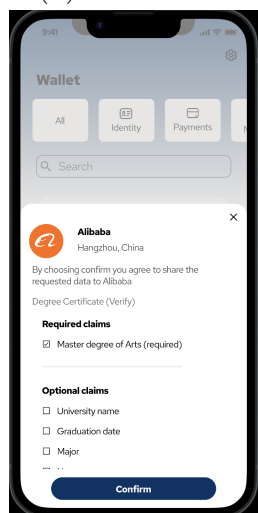 9:41
Wallet
All
Identity
Payments
Search
Alibaba
Hangzhou, China
By choosing confirm you agree to share the
requested data to Alibaba
Degree Certificate (Verify)
Required claims
Master degree of Arts (required)
Optional claims
University name
Graduation date
Major
Confirm